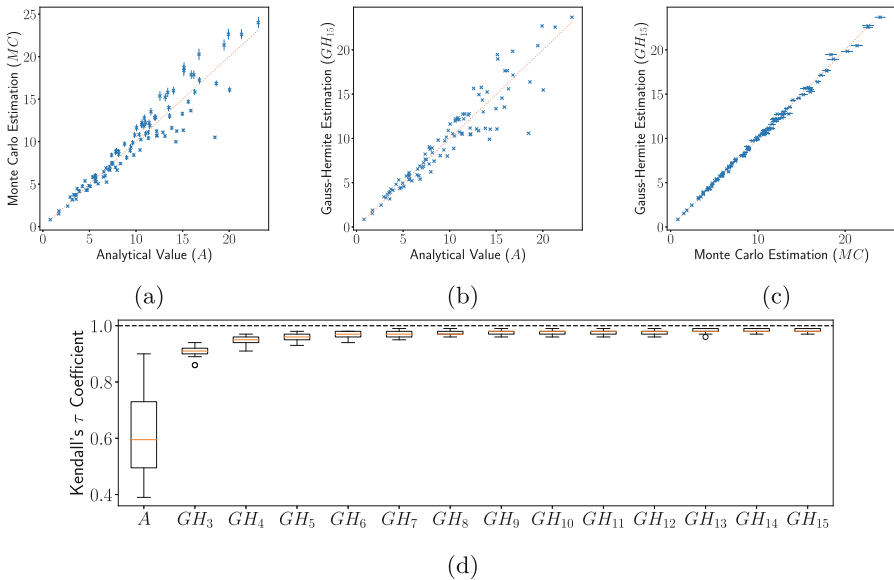 25
20
15
10
5
0
Monte Carlo Estimation (MC)
0 5 10 15 20
Analytical Value (A)
(a)
20
15
10
5
0
Gauss-Hermite Estimation (GH15)
0 5 10 15 20
Analytical Value (A)
(b)
20
15
10
5
0
Gauss-Hermite Estimation (GH15)
0 10 20
Monte Carlo Estimation (MC)
(c)
1.0
0.8
0.6
0.4
Kendall's τ Coefficient
A GH3 GH4 GH5 GH6 GH7 GH8 GH9 GH10 GH11 GH12 GH13 GH14 GH15
(d)